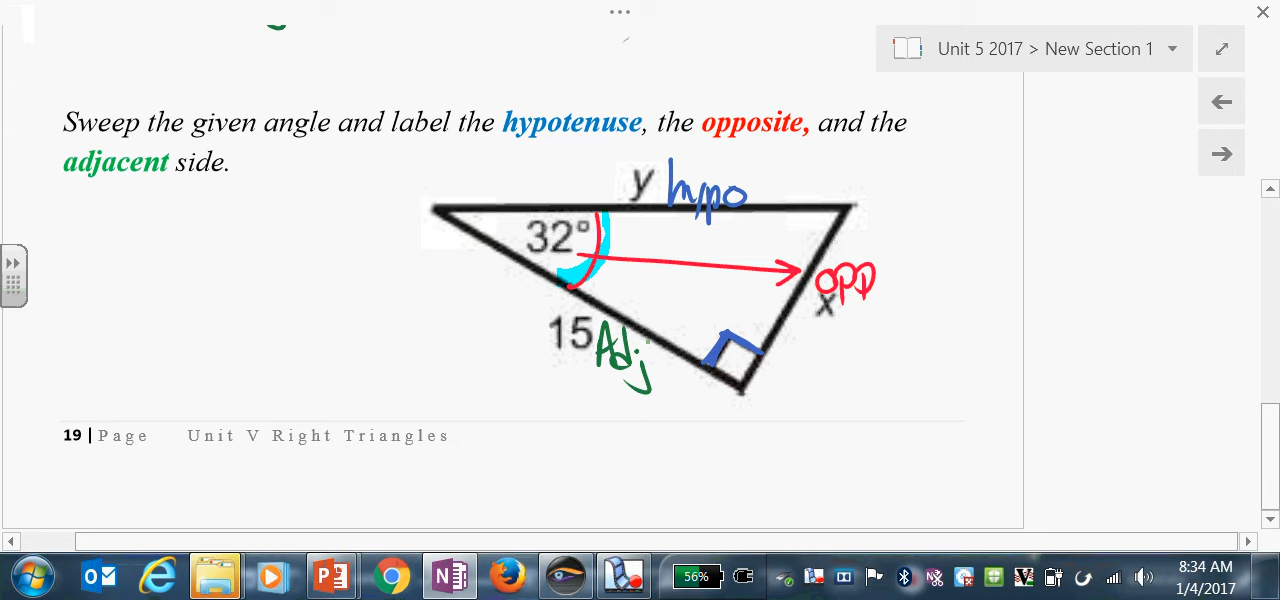 Unit 5 2017 > New Section 1
Sweep the given angle and label the hypotenuse, the opposite, and the
adjacent side.
y hypo
32°
opp
x
15 Adj
19 | Page Unit V Right Triangles
56%
8:34 AM
1/4/2017